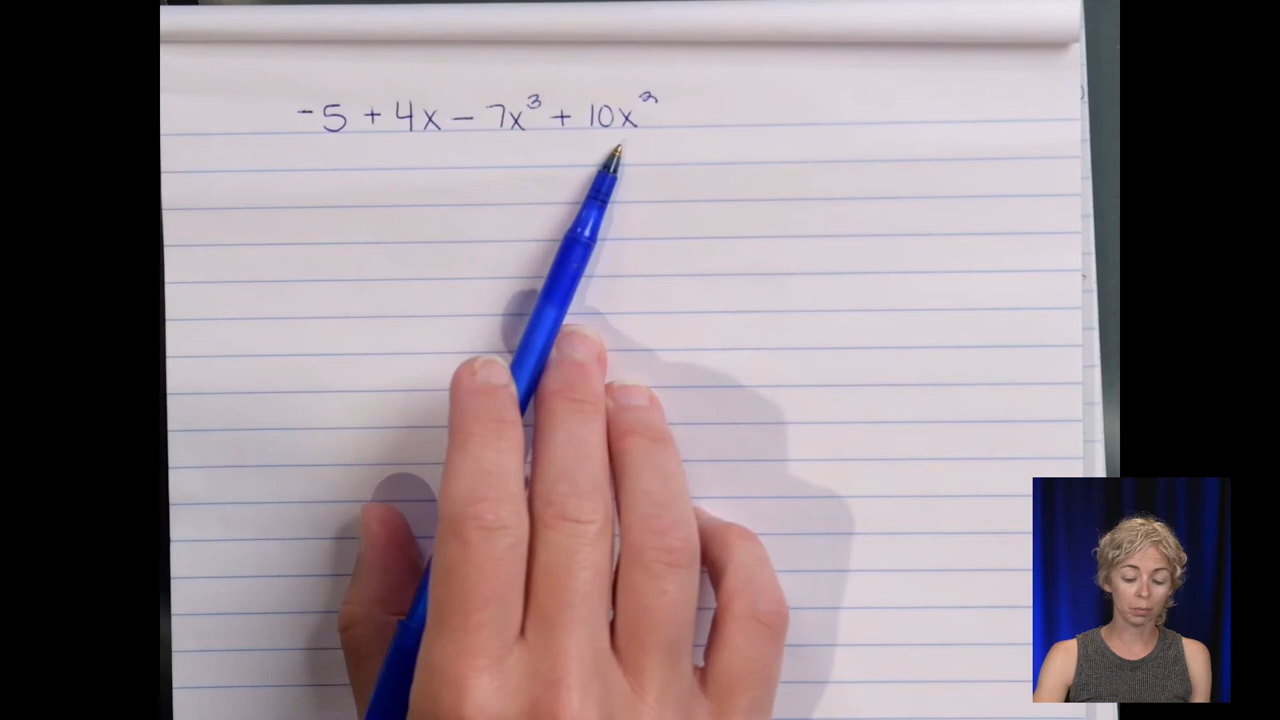 -5 + 4x - 7x³ + 10x²